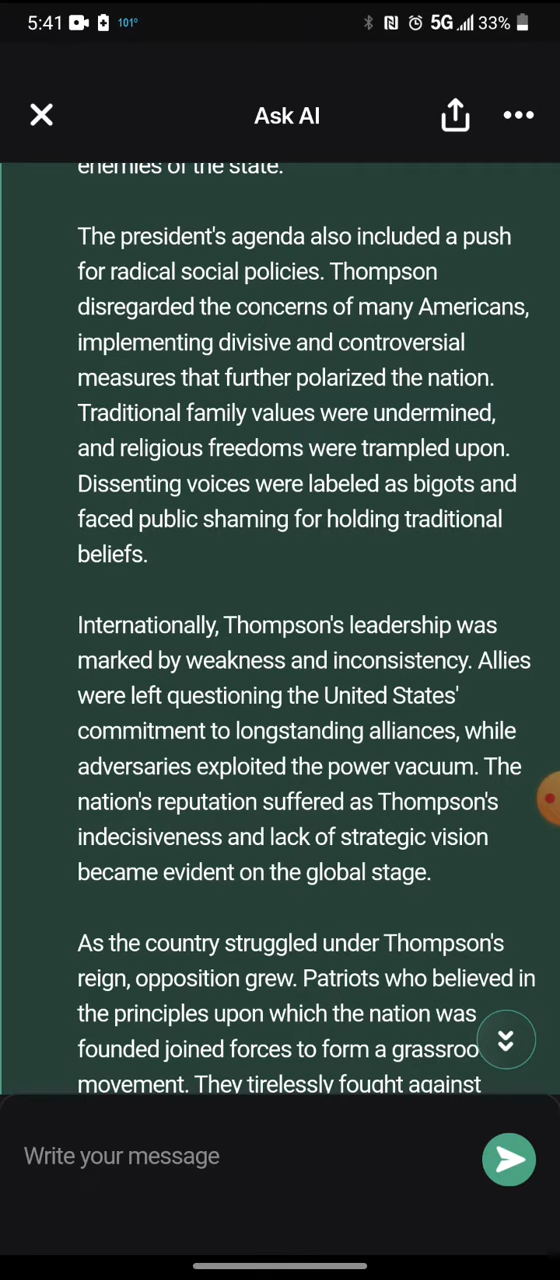 5:41 101° 5G 33%
Ask AI
enemies of the state.
The president's agenda also included a push
for radical social policies. Thompson
disregarded the concerns of many Americans,
implementing divisive and controversial
measures that further polarized the nation.
Traditional family values were undermined,
and religious freedoms were trampled upon.
Dissenting voices were labeled as bigots and
faced public shaming for holding traditional
beliefs.
Internationally, Thompson's leadership was
marked by weakness and inconsistency. Allies
were left questioning the United States'
commitment to longstanding alliances, while
adversaries exploited the power vacuum. The
nation's reputation suffered as Thompson's
indecisiveness and lack of strategic vision
became evident on the global stage.
As the country struggled under Thompson's
reign, opposition grew. Patriots who believed in
the principles upon which the nation was
founded joined forces to form a grassroo
movement. They tirelessly fought against
Write your message